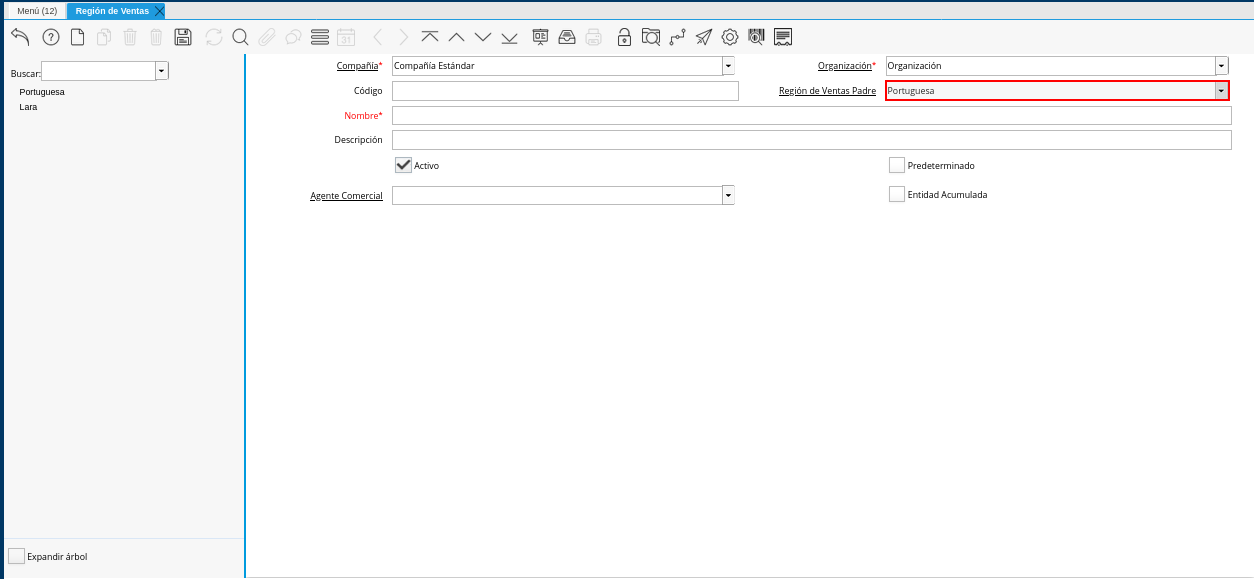 Menú (12) Región de Ventas
31
Buscar:
Portuguesa
Lara
Compañía* Compañía Estándar Organización* Organización
Código Región de Ventas Padre Portuguesa
Nombre*
Descripción
Activo Predeterminado
Agente Comercial Entidad Acumulada
Expandir árbol